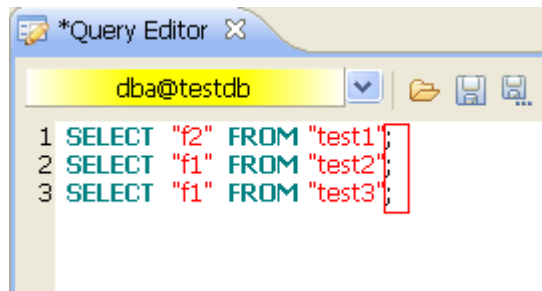 *Query Editor
dba@testdb
1 SELECT "f2" FROM "test1";
2 SELECT "f1" FROM "test2";
3 SELECT "f1" FROM "test3";